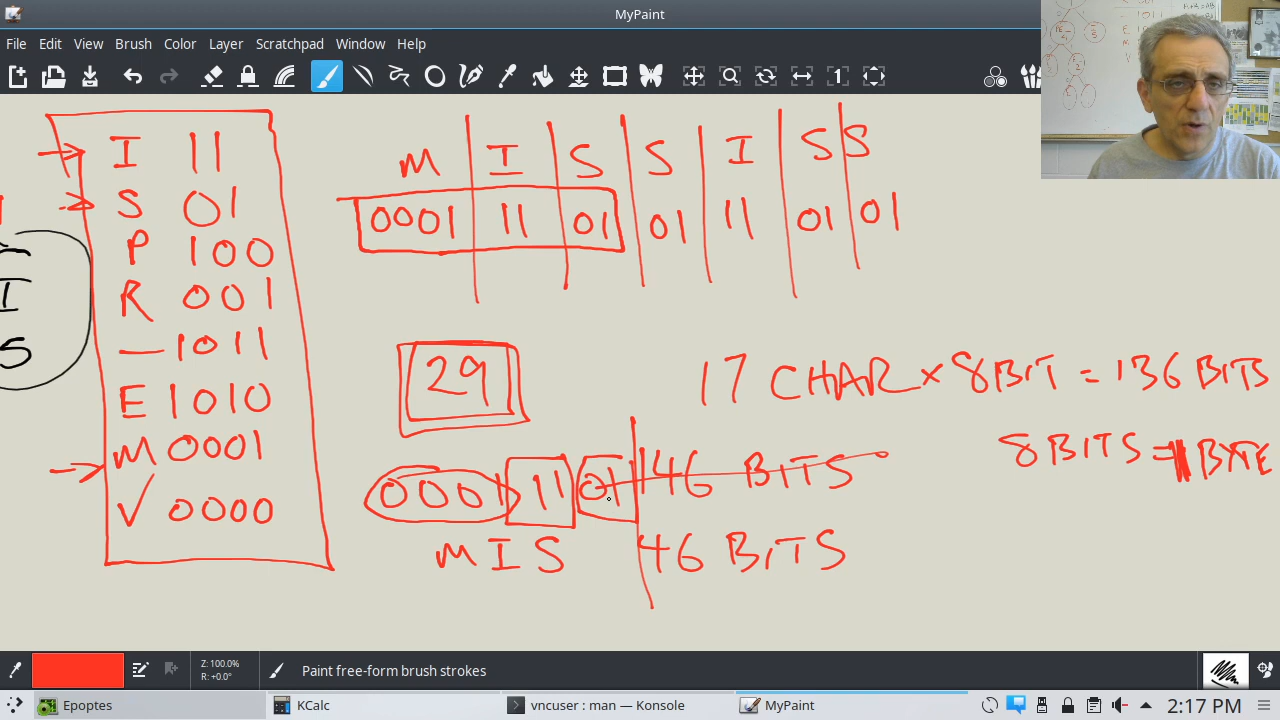 MyPaint
File Edit View Brush Color Layer Scratchpad Window Help
I 11
S 01
P 100
R 001
— 1011
E 1010
M 0001
V 0000
I
S
M I S S I S S
0001 11 01 01 11 01 01
29
17 CHAR × 8 BIT = 136 BITS
8 BITS = 1 BYTE
0001 11 01 146 BITS
M I S 46 BITS
Z: 100.0%
R: +0.0°
Paint free-form brush strokes
Epoptes KCalc vncuser : man — Konsole MyPaint 2:17 PM